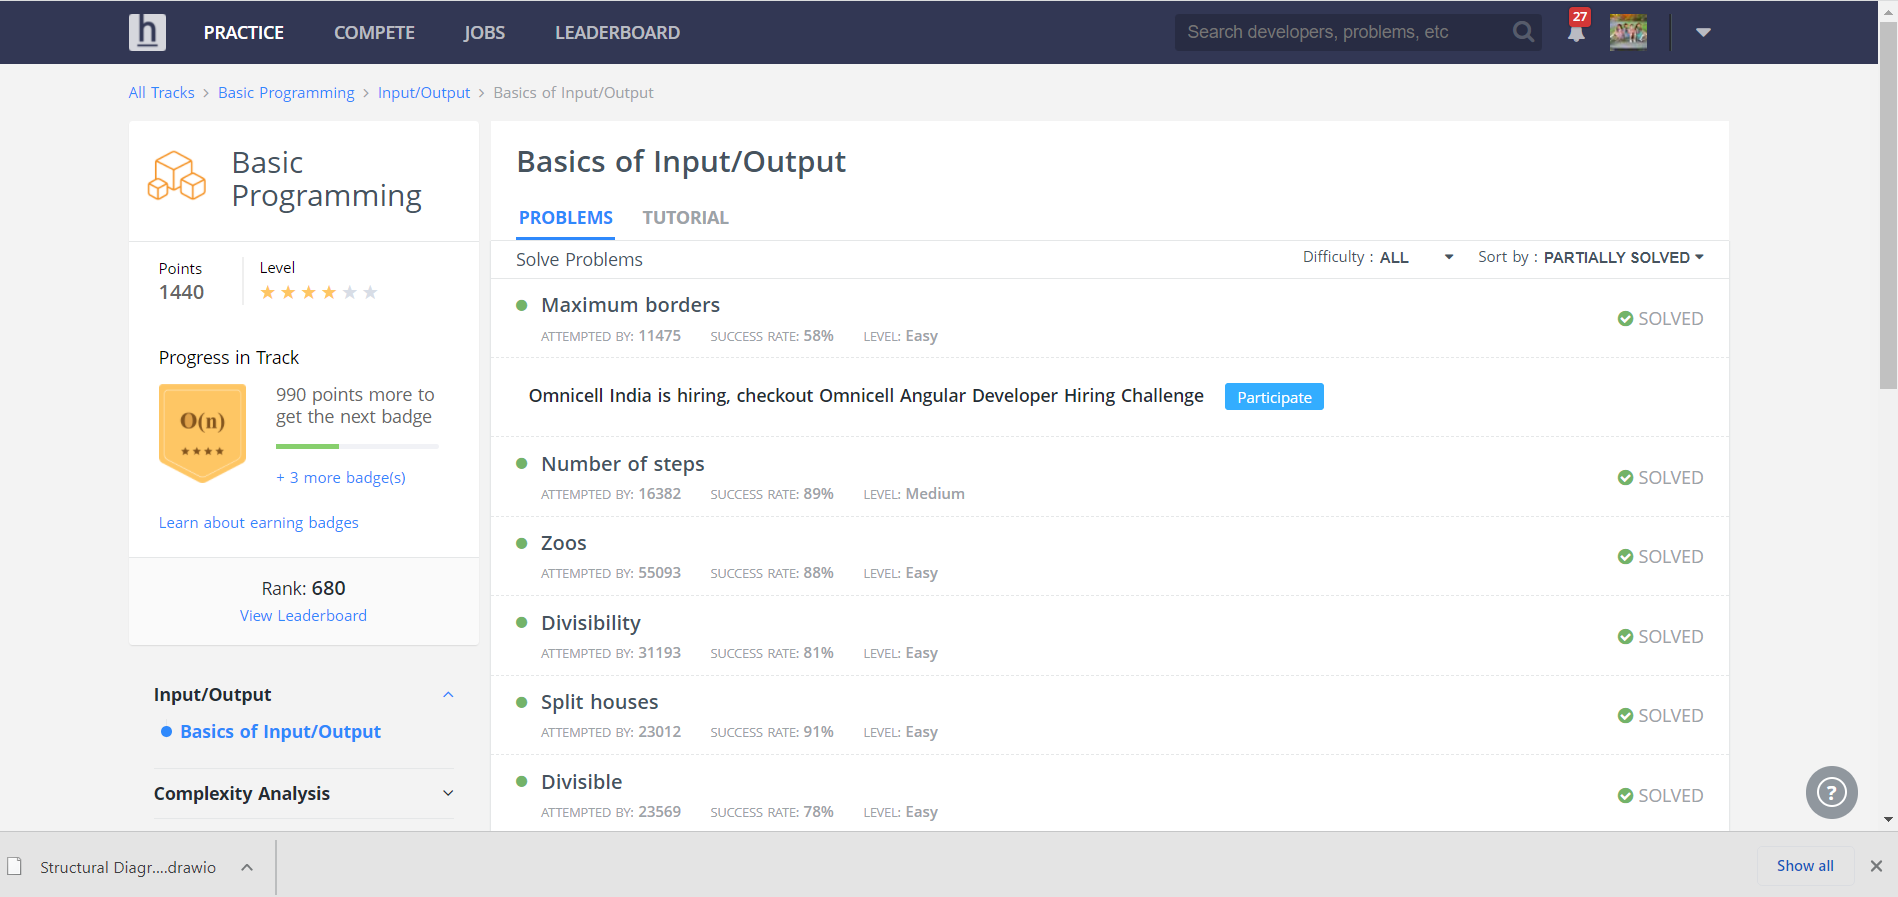 h PRACTICE COMPETE JOBS LEADERBOARD Search developers, problems, etc 27
All Tracks > Basic Programming > Input/Output > Basics of Input/Output
Basic
Programming
Points
1440
Level
Progress in Track
O(n)
990 points more to
get the next badge
+ 3 more badge(s)
Learn about earning badges
Rank: 680
View Leaderboard
Input/Output
Basics of Input/Output
Complexity Analysis
Basics of Input/Output
PROBLEMS TUTORIAL
Solve Problems Difficulty : ALL Sort by : PARTIALLY SOLVED
Maximum borders
ATTEMPTED BY: 11475 SUCCESS RATE: 58% LEVEL: Easy
SOLVED
Omnicell India is hiring, checkout Omnicell Angular Developer Hiring Challenge Participate
Number of steps
ATTEMPTED BY: 16382 SUCCESS RATE: 89% LEVEL: Medium
SOLVED
Zoos
ATTEMPTED BY: 55093 SUCCESS RATE: 88% LEVEL: Easy
SOLVED
Divisibility
ATTEMPTED BY: 31193 SUCCESS RATE: 81% LEVEL: Easy
SOLVED
Split houses
ATTEMPTED BY: 23012 SUCCESS RATE: 91% LEVEL: Easy
SOLVED
Divisible
ATTEMPTED BY: 23569 SUCCESS RATE: 78% LEVEL: Easy
SOLVED
?
Structural Diagr....drawio Show all